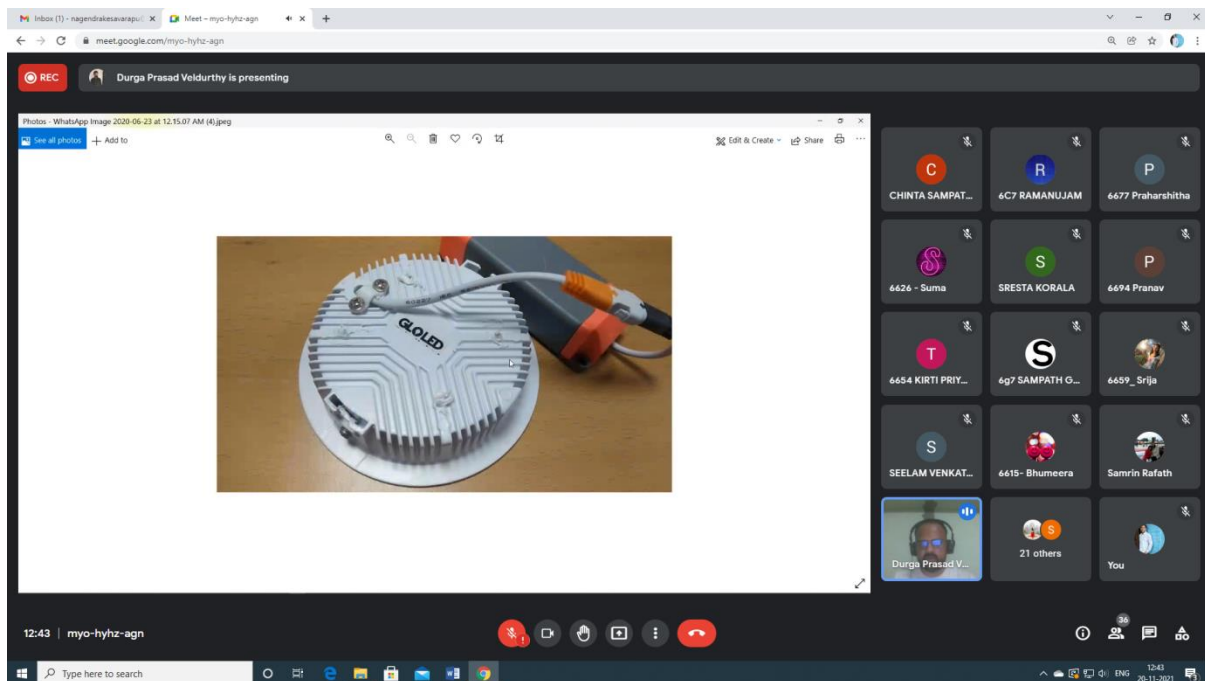 Inbox (1) - nagendrakesavarapu@
Meet – myo-hyhz-agn
meet.google.com/myo-hyhz-agn
REC
Durga Prasad Veldurthy is presenting
Photos - WhatsApp Image 2020-06-23 at 12.15.07 AM (4).jpeg
See all photos
Add to
Edit & Create
Share
GLOLED
C
CHINTA SAMPAT...
R
6C7 RAMANUJAM
P
6677 Praharshitha
S
6626 - Suma
S
SRESTA KORALA
P
6694 Pranav
T
6654 KIRTI PRIY...
S
6g7 SAMPATH G...
6659_ Srija
S
SEELAM VENKAT...
6615- Bhumeera
Samrin Rafath
Durga Prasad V...
S
21 others
You
12:43 | myo-hyhz-agn
36
Type here to search
ENG
12:43
20-11-2021